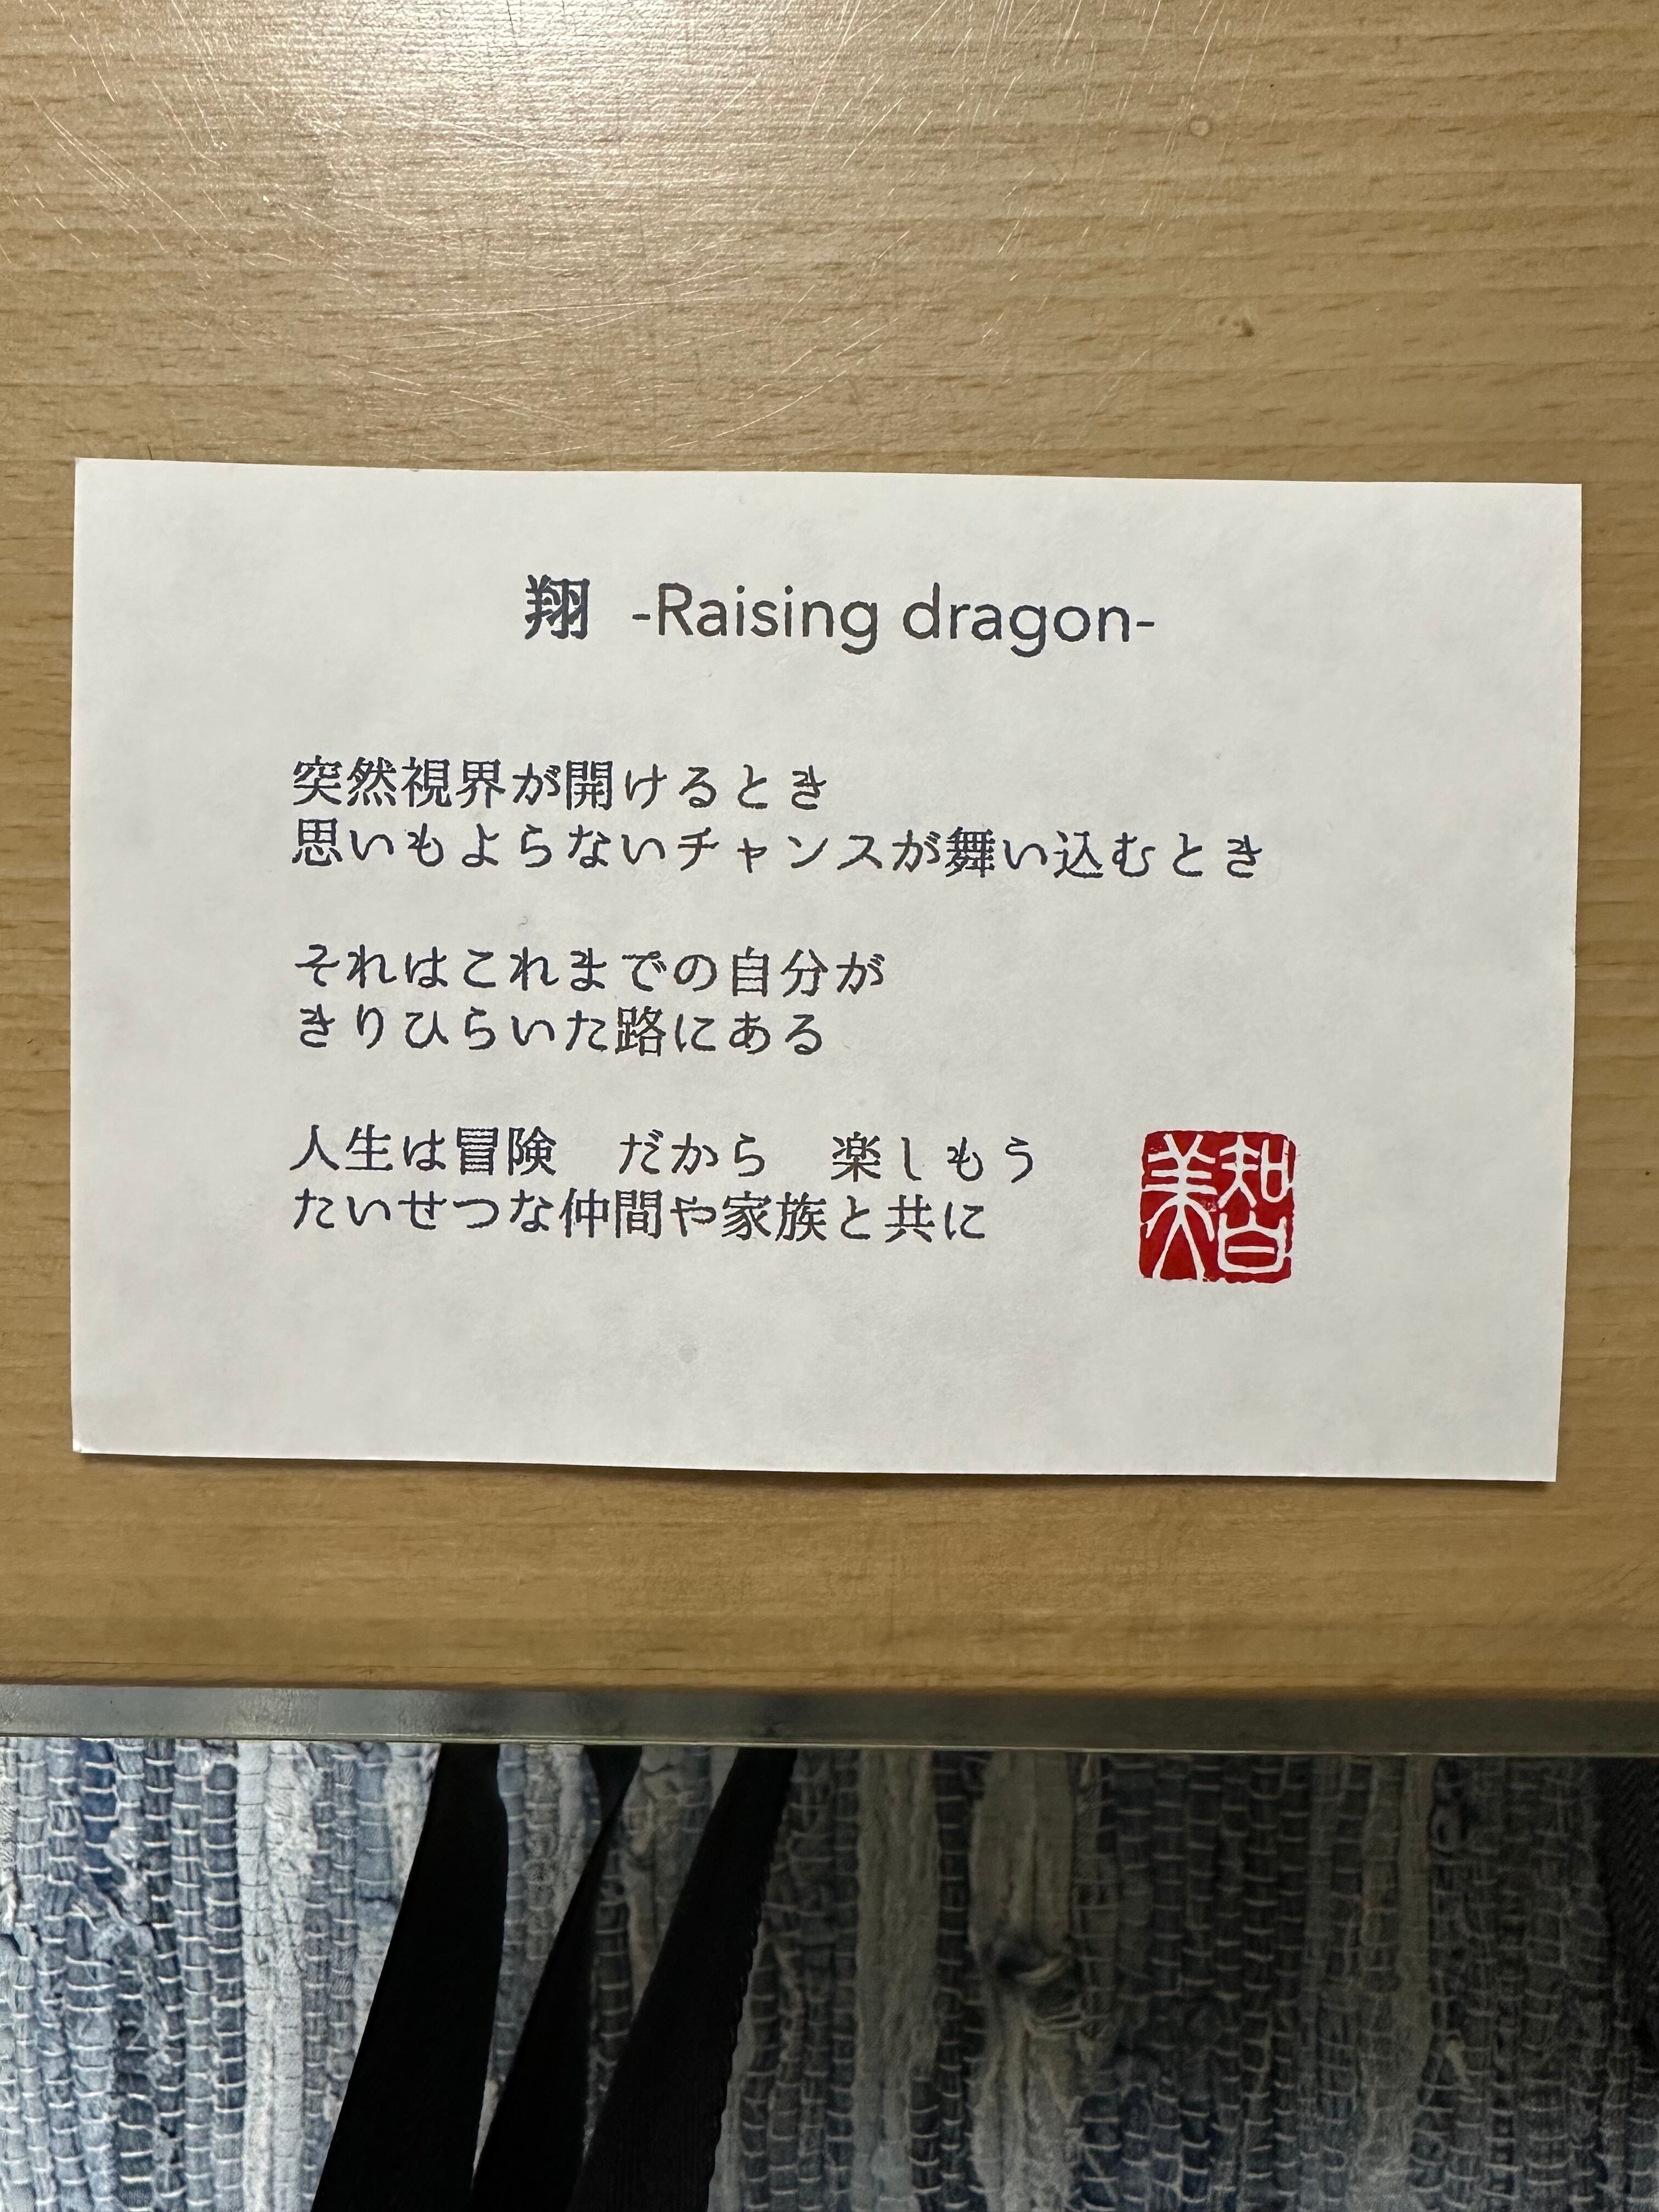 翔 -Raising dragon-
突然視界が開けるとき
思いもよらないチャンスが舞い込むとき
それはこれまでの自分が
きりひらいた路にある
人生は冒険　だから　楽しもう
たいせつな仲間や家族と共に
智美